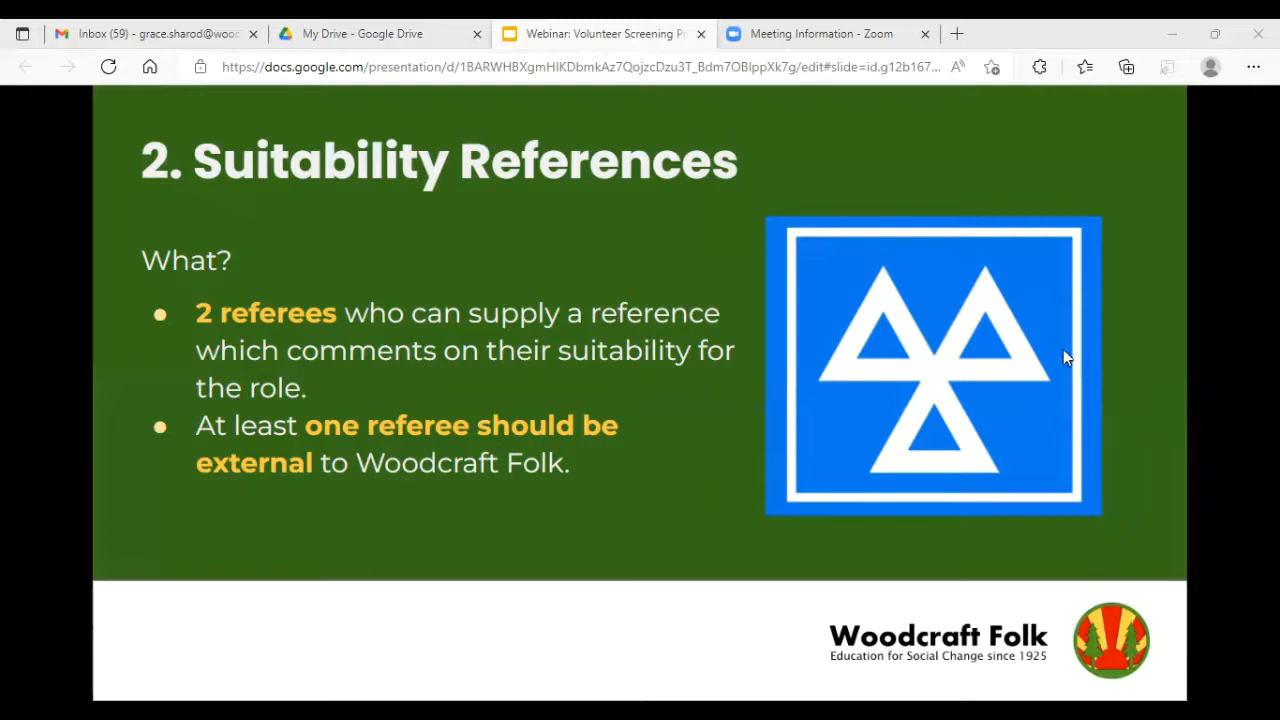 Inbox (59) - grace.sharod@wood
My Drive - Google Drive
Webinar: Volunteer Screening Pr
Meeting Information - Zoom
https://docs.google.com/presentation/d/1BARWHBXgmHIKDbmkAz7QojzcDzu3T_Bdm7OBlppXk7g/edit#slide=id.g12b167...
2. Suitability References
What?
● 2 referees who can supply a reference
which comments on their suitability for
the role.
● At least one referee should be
external to Woodcraft Folk.
Woodcraft Folk
Education for Social Change since 1925